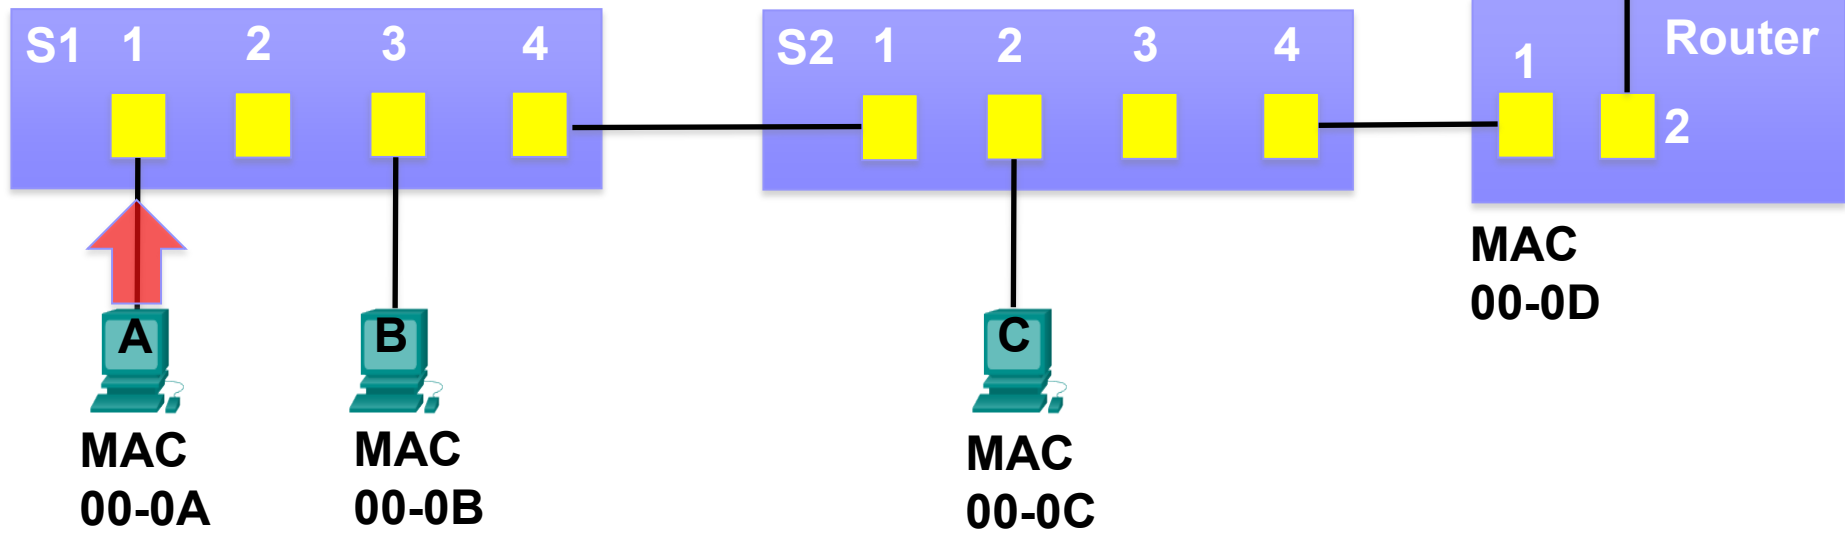 S1 1 2 3 4
S2 1 2 3 4
Router
1
2
A
B
C
MAC
00-0A
MAC
00-0B
MAC
00-0C
MAC
00-0D